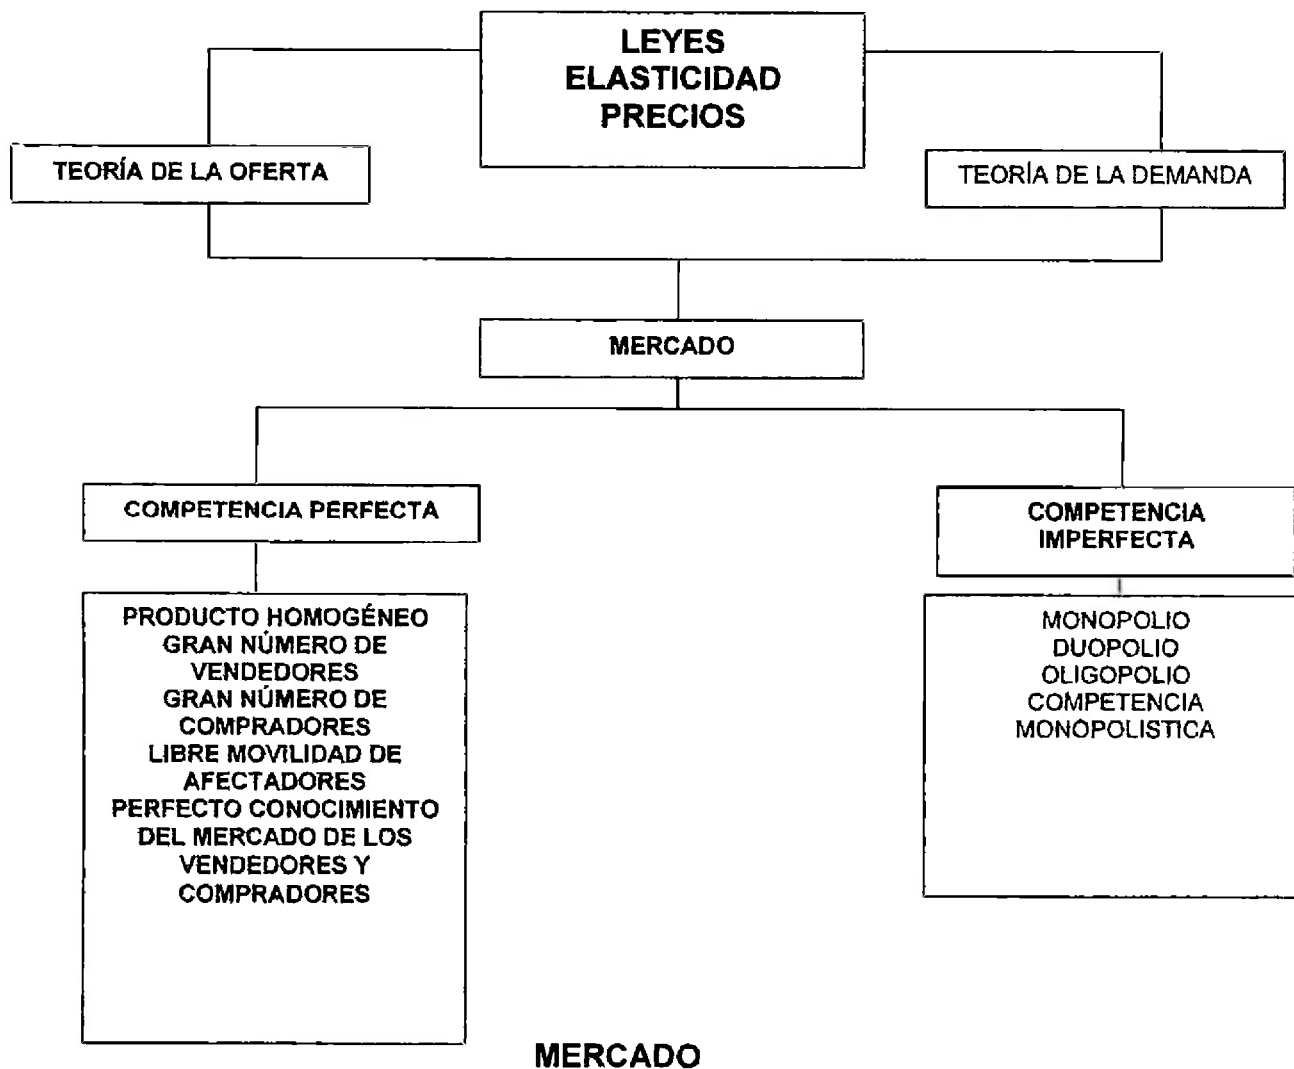 LEYES
ELASTICIDAD
PRECIOS
TEORÍA DE LA OFERTA
TEORÍA DE LA DEMANDA
MERCADO
COMPETENCIA PERFECTA
COMPETENCIA
IMPERFECTA
PRODUCTO HOMOGÉNEO
GRAN NÚMERO DE
VENDEDORES
GRAN NÚMERO DE
COMPRADORES
LIBRE MOVILIDAD DE
AFECTADORES
PERFECTO CONOCIMIENTO
DEL MERCADO DE LOS
VENDEDORES Y
COMPRADORES
MONOPOLIO
DUOPOLIO
OLIGOPOLIO
COMPETENCIA
MONOPOLISTICA
MERCADO